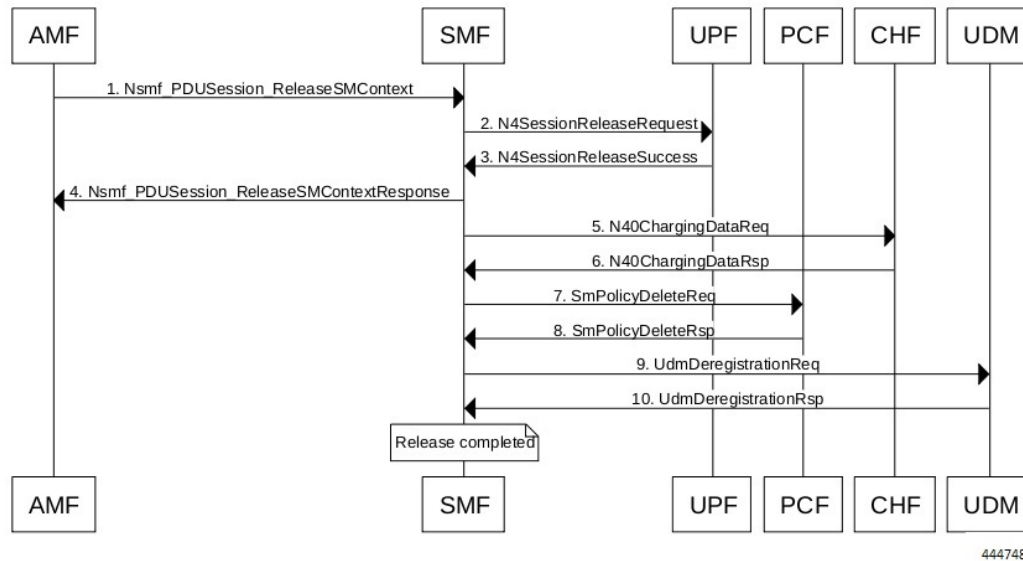 AMF SMF UPF PCF CHF UDM
1. Nsmf_PDUSession_ReleaseSMContext
2. N4SessionReleaseRequest
3. N4SessionReleaseSuccess
4. Nsmf_PDUSession_ReleaseSMContextResponse
5. N40ChargingDataReq
6. N40ChargingDataRsp
7. SmPolicyDeleteReq
8. SmPolicyDeleteRsp
9. UdmDeregistrationReq
10. UdmDeregistrationRsp
Release completed
AMF SMF UPF PCF CHF UDM
444748